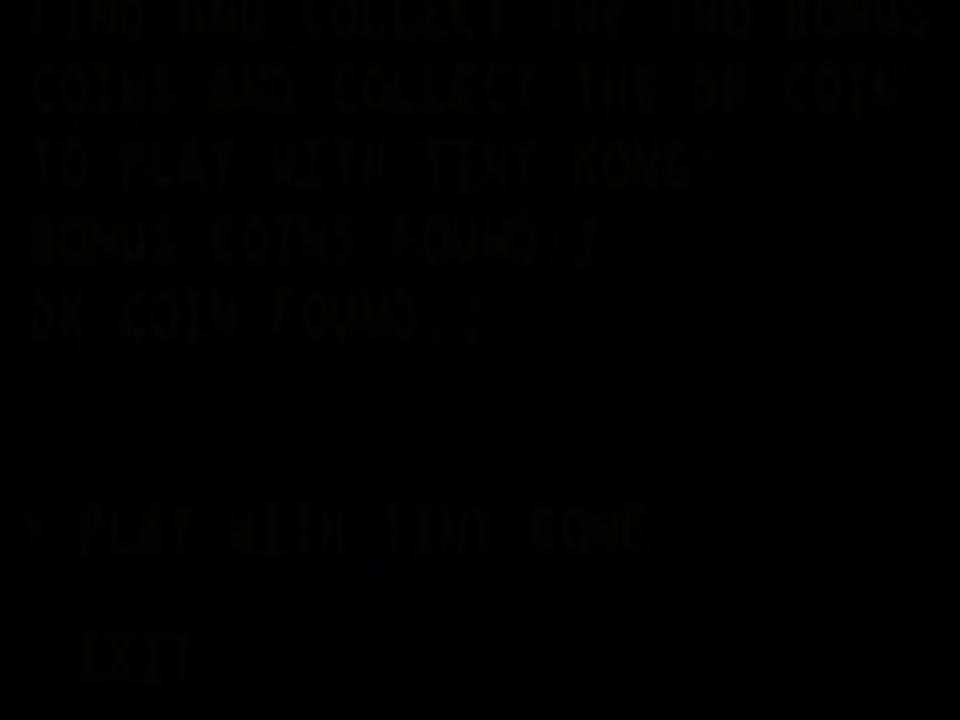 FIND AND COLLECT THE TWO BONUS
COINS AND COLLECT THE DK COIN
TO PLAY WITH TINY KONG!
BONUS COINS FOUND:
DK COIN FOUND:
> PLAY WITH TINY KONG
EXIT